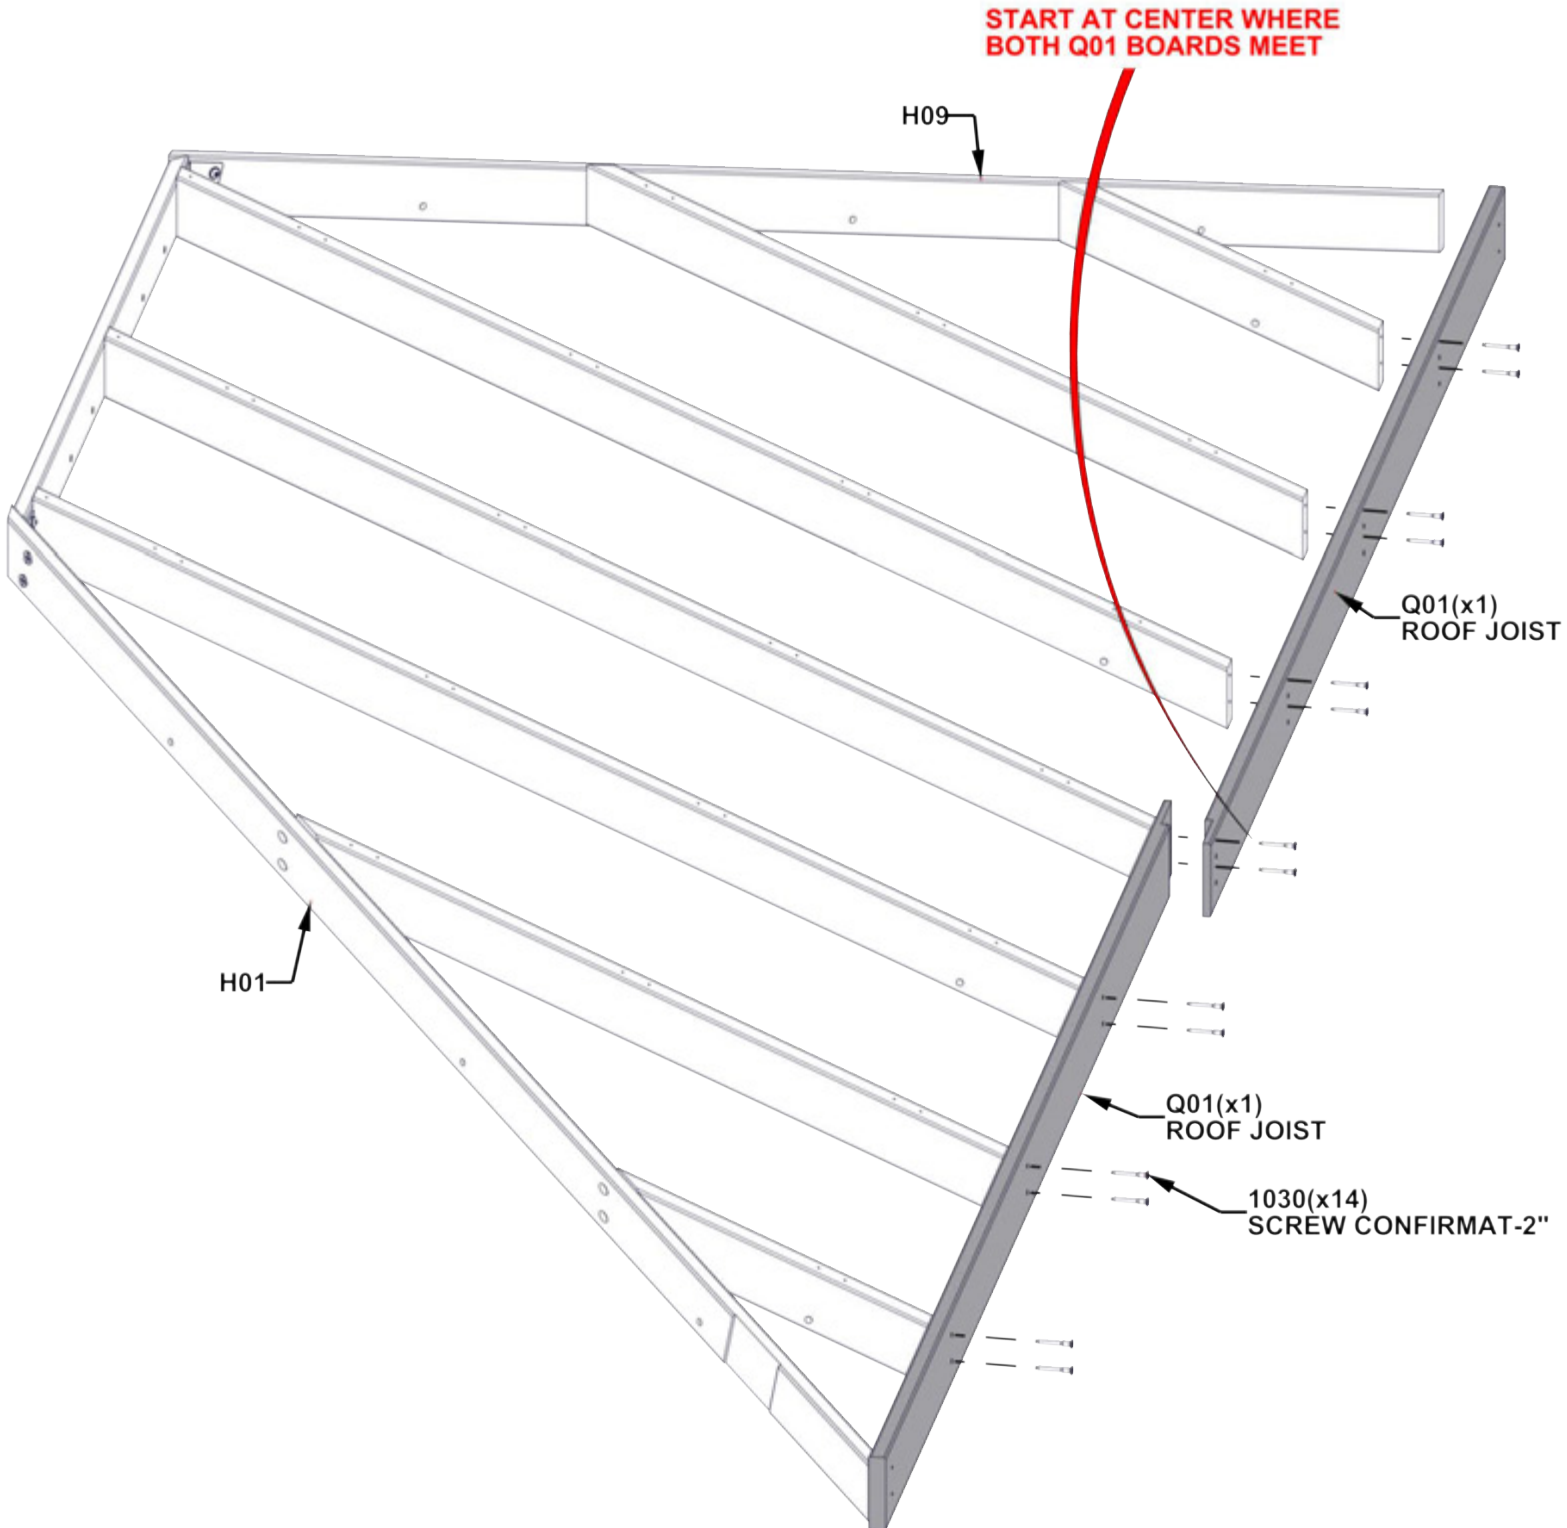 START AT CENTER WHERE
BOTH Q01 BOARDS MEET
H09
Q01(x1)
ROOF JOIST
H01
Q01(x1)
ROOF JOIST
1030(x14)
SCREW CONFIRMAT-2"